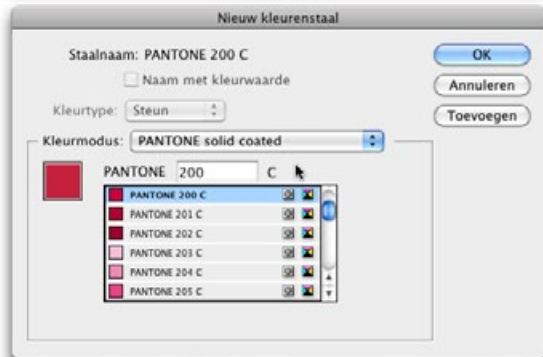 Nieuw kleurenstaal
Staalnaam: PANTONE 200 C
OK
Naam met kleurwaarde
Annuleren
Kleurtype: Steun
Toevoegen
Kleurmodus: PANTONE solid coated
PANTONE 200 C
PANTONE 200 C
PANTONE 201 C
PANTONE 202 C
PANTONE 203 C
PANTONE 204 C
PANTONE 205 C